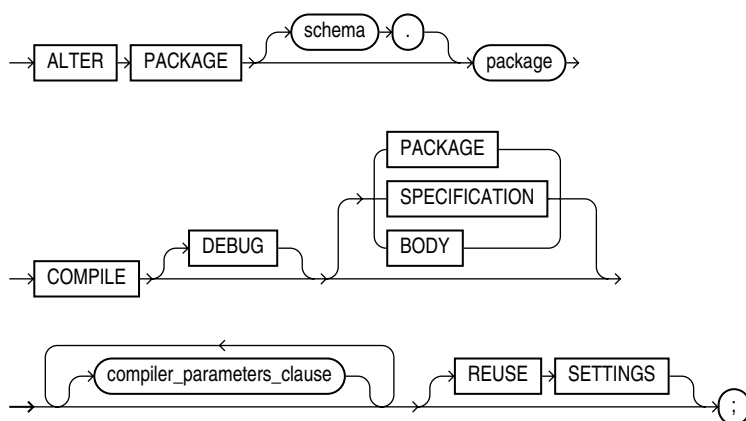 schema .
ALTER PACKAGE package
PACKAGE
SPECIFICATION
DEBUG BODY
COMPILE
compiler_parameters_clause REUSE SETTINGS
;